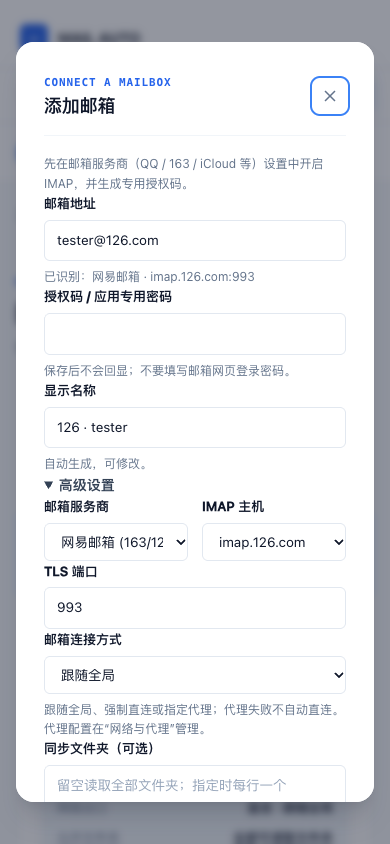 CONNECT A MAILBOX
添加邮箱
先在邮箱服务商（QQ / 163 / iCloud 等）设置中开启
IMAP，并生成专用授权码。
邮箱地址
tester@126.com
已识别：网易邮箱 · imap.126.com:993
授权码 / 应用专用密码
保存后不会回显；不要填写邮箱网页登录密码。
显示名称
126 · tester
自动生成，可修改。
▼ 高级设置
邮箱服务商 IMAP 主机
网易邮箱 (163/12 imap.126.com
TLS 端口
993
邮箱连接方式
跟随全局
跟随全局、强制直连或指定代理；代理失败不自动直连。
代理配置在“网络与代理”管理。
同步文件夹（可选）
留空读取全部文件夹；指定时每行一个